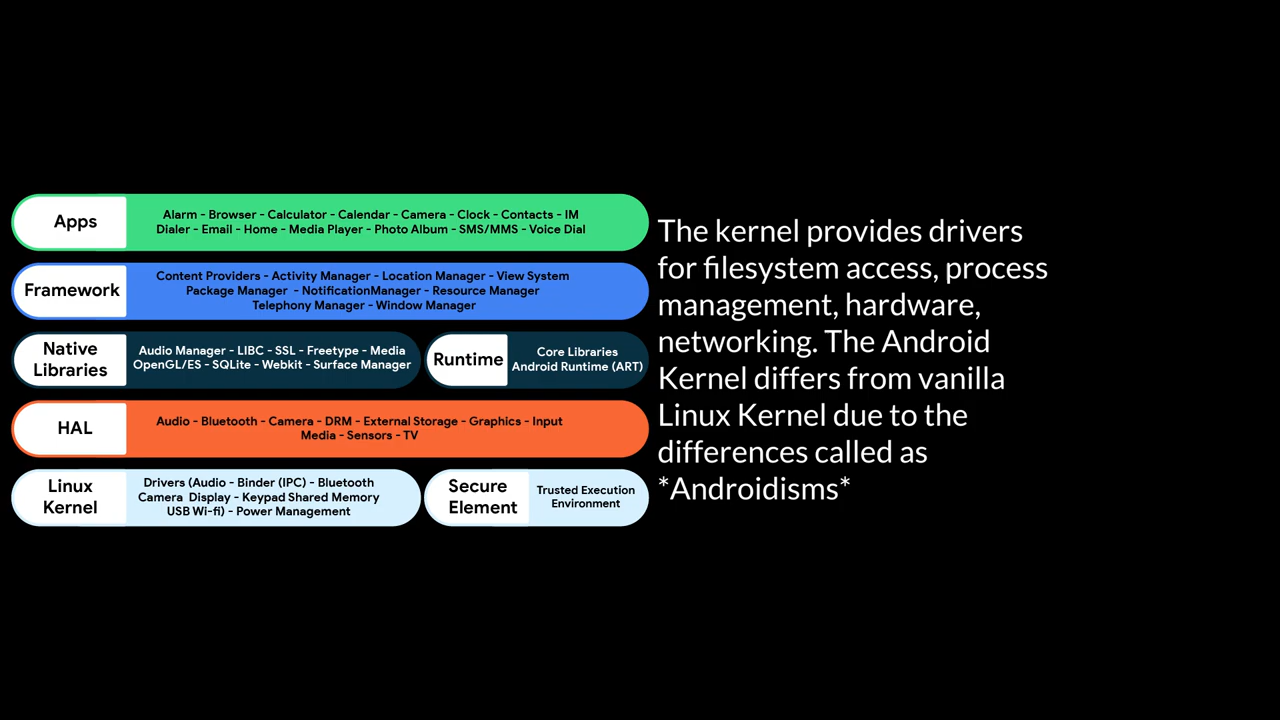 Apps
Alarm - Browser - Calculator - Calendar - Camera - Clock - Contacts - IM
Dialer - Email - Home - Media Player - Photo Album - SMS/MMS - Voice Dial
Framework
Content Providers - Activity Manager - Location Manager - View System
Package Manager - NotificationManager - Resource Manager
Telephony Manager - Window Manager
Native
Libraries
Audio Manager - LIBC - SSL - Freetype - Media
OpenGL/ES - SQLite - Webkit - Surface Manager
Runtime
Core Libraries
Android Runtime (ART)
HAL
Audio - Bluetooth - Camera - DRM - External Storage - Graphics - Input
Media - Sensors - TV
Linux
Kernel
Drivers (Audio - Binder (IPC) - Bluetooth
Camera Display - Keypad Shared Memory
USB Wi-fi) - Power Management
Secure
Element
Trusted Execution
Environment
The kernel provides drivers
for filesystem access, process
management, hardware,
networking. The Android
Kernel differs from vanilla
Linux Kernel due to the
differences called as
*Androidisms*